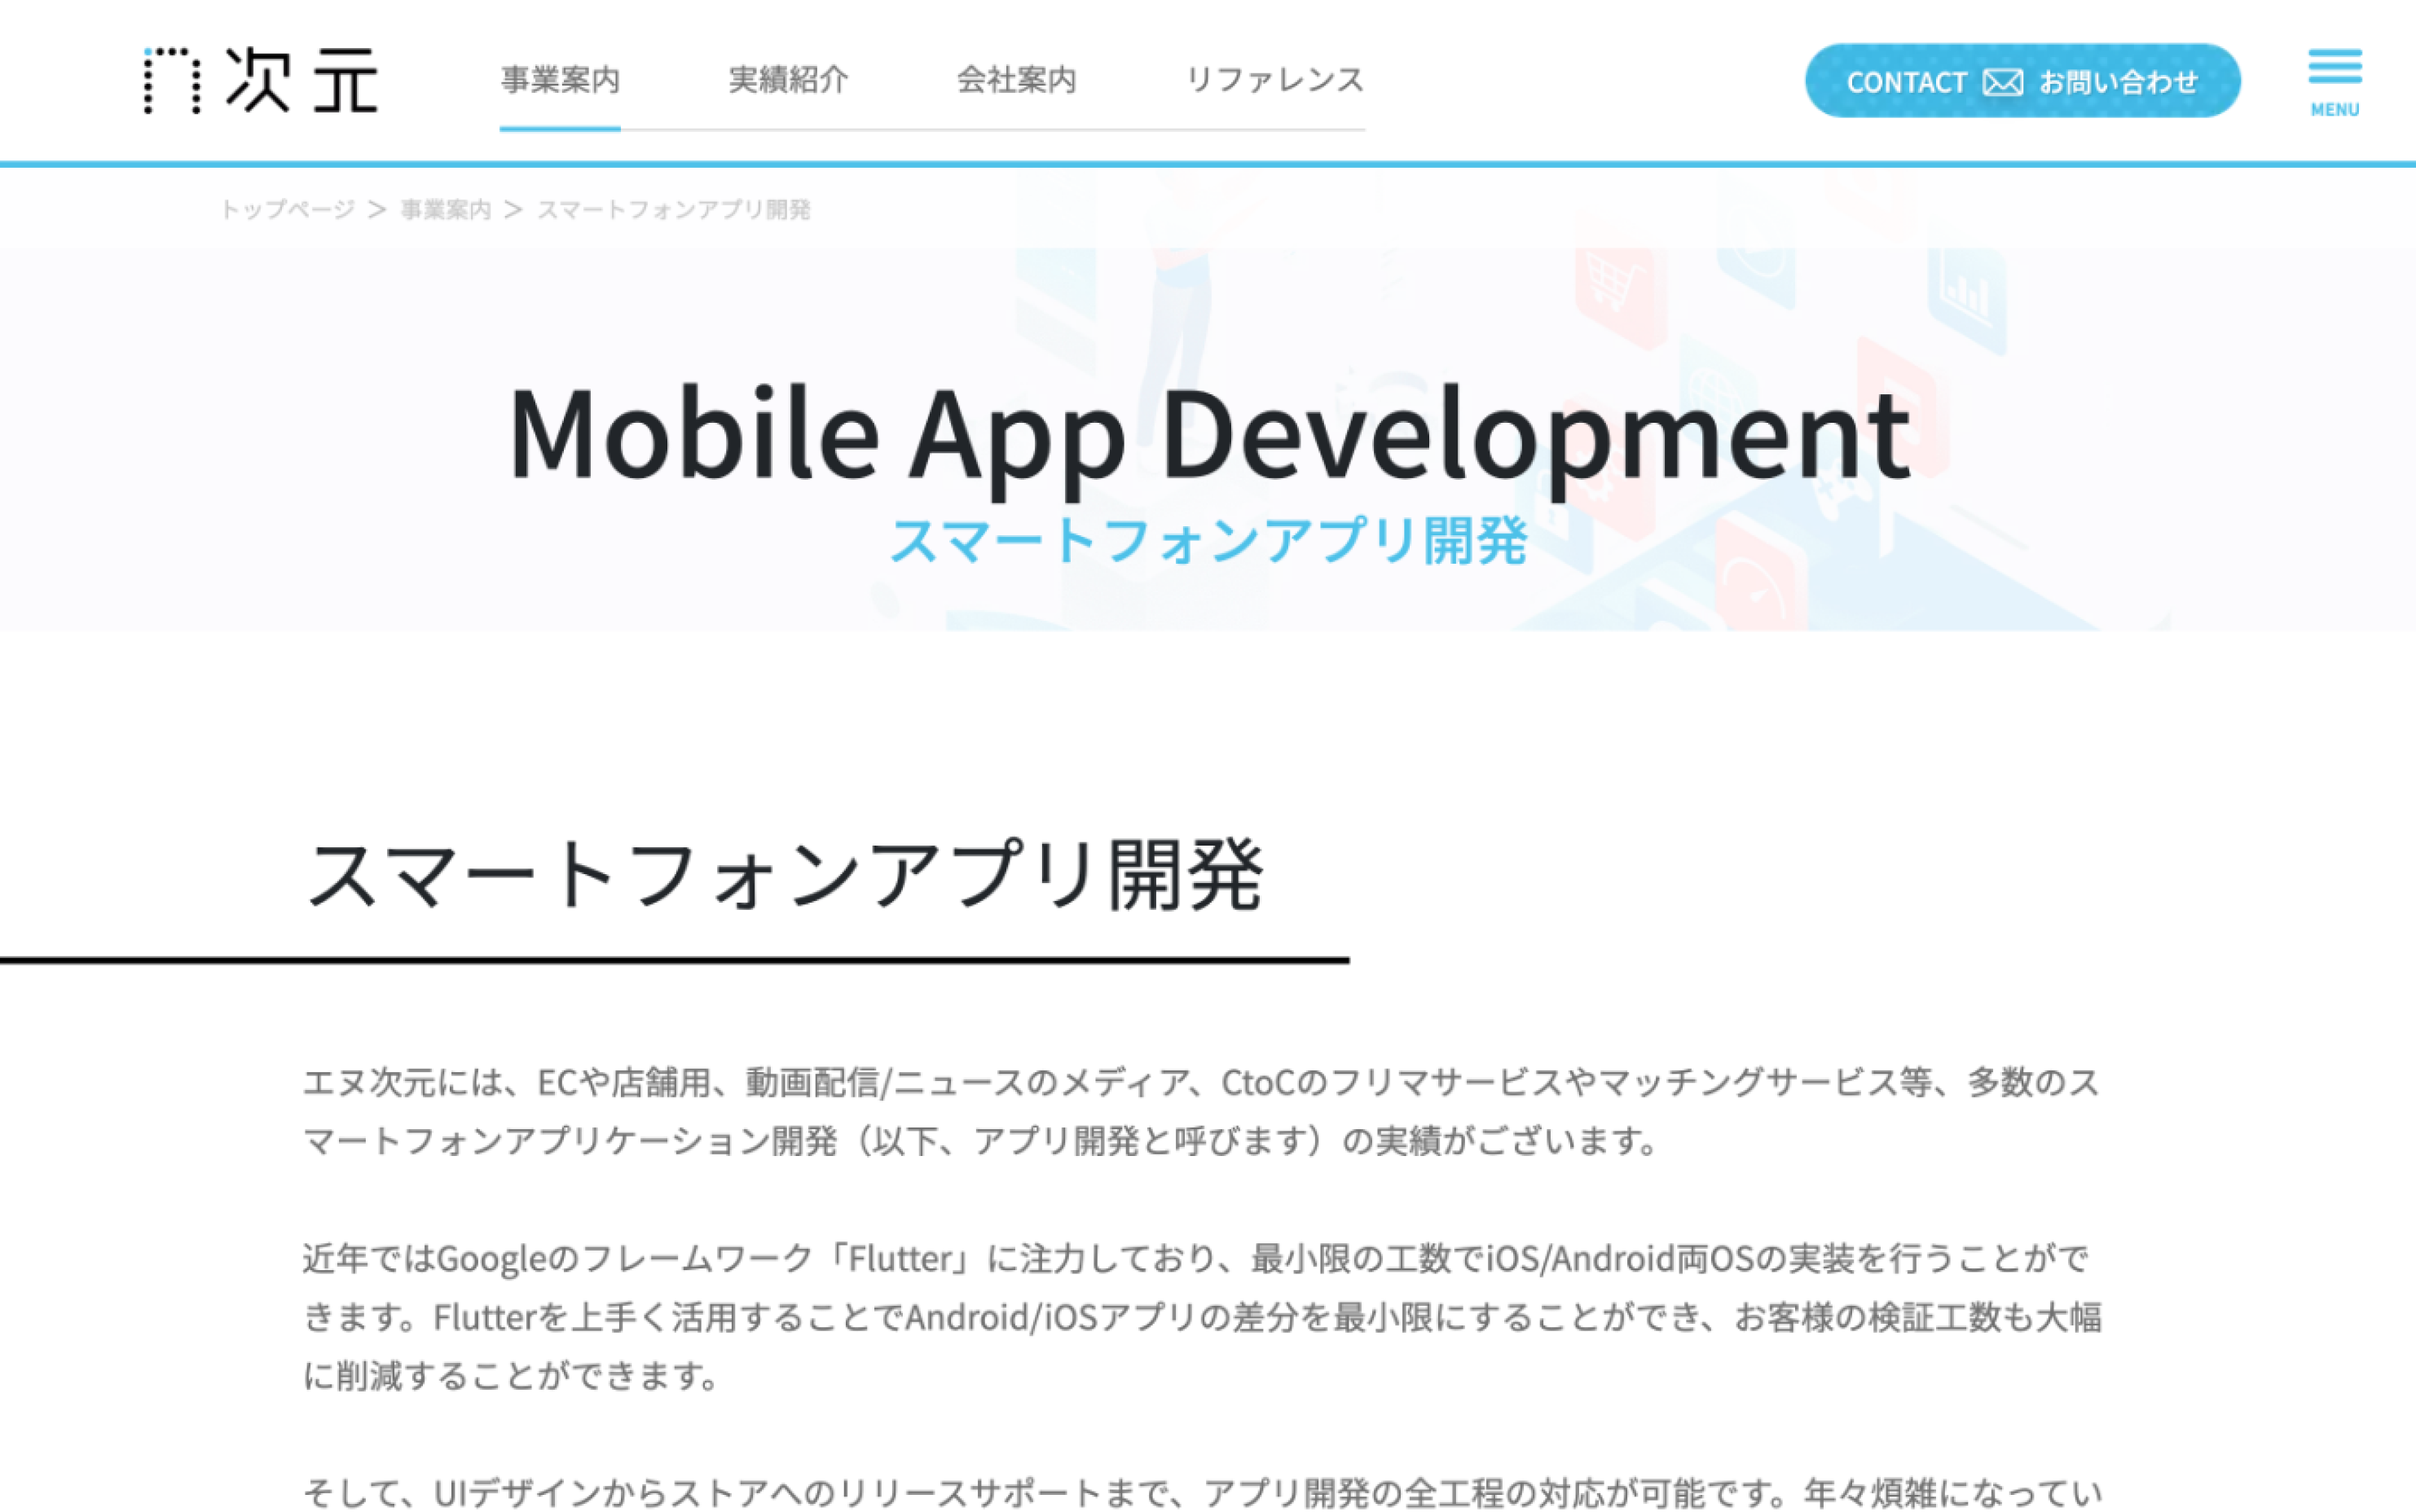 n次元
事業案内 実績紹介 会社案内 リファレンス
CONTACT お問い合わせ
MENU
トップページ > 事業案内 > スマートフォンアプリ開発
Mobile App Development
スマートフォンアプリ開発
スマートフォンアプリ開発
エヌ次元には、ECや店舗用、動画配信/ニュースのメディア、CtoCのフリマサービスやマッチングサービス等、多数のス
マートフォンアプリケーション開発（以下、アプリ開発と呼びます）の実績がございます。
近年ではGoogleのフレームワーク「Flutter」に注力しており、最小限の工数でiOS/Android両OSの実装を行うことがで
きます。Flutterを上手く活用することでAndroid/iOSアプリの差分を最小限にすることができ、お客様の検証工数も大幅
に削減することができます。
そして、UIデザインからストアへのリリースサポートまで、アプリ開発の全工程の対応が可能です。年々煩雑になってい